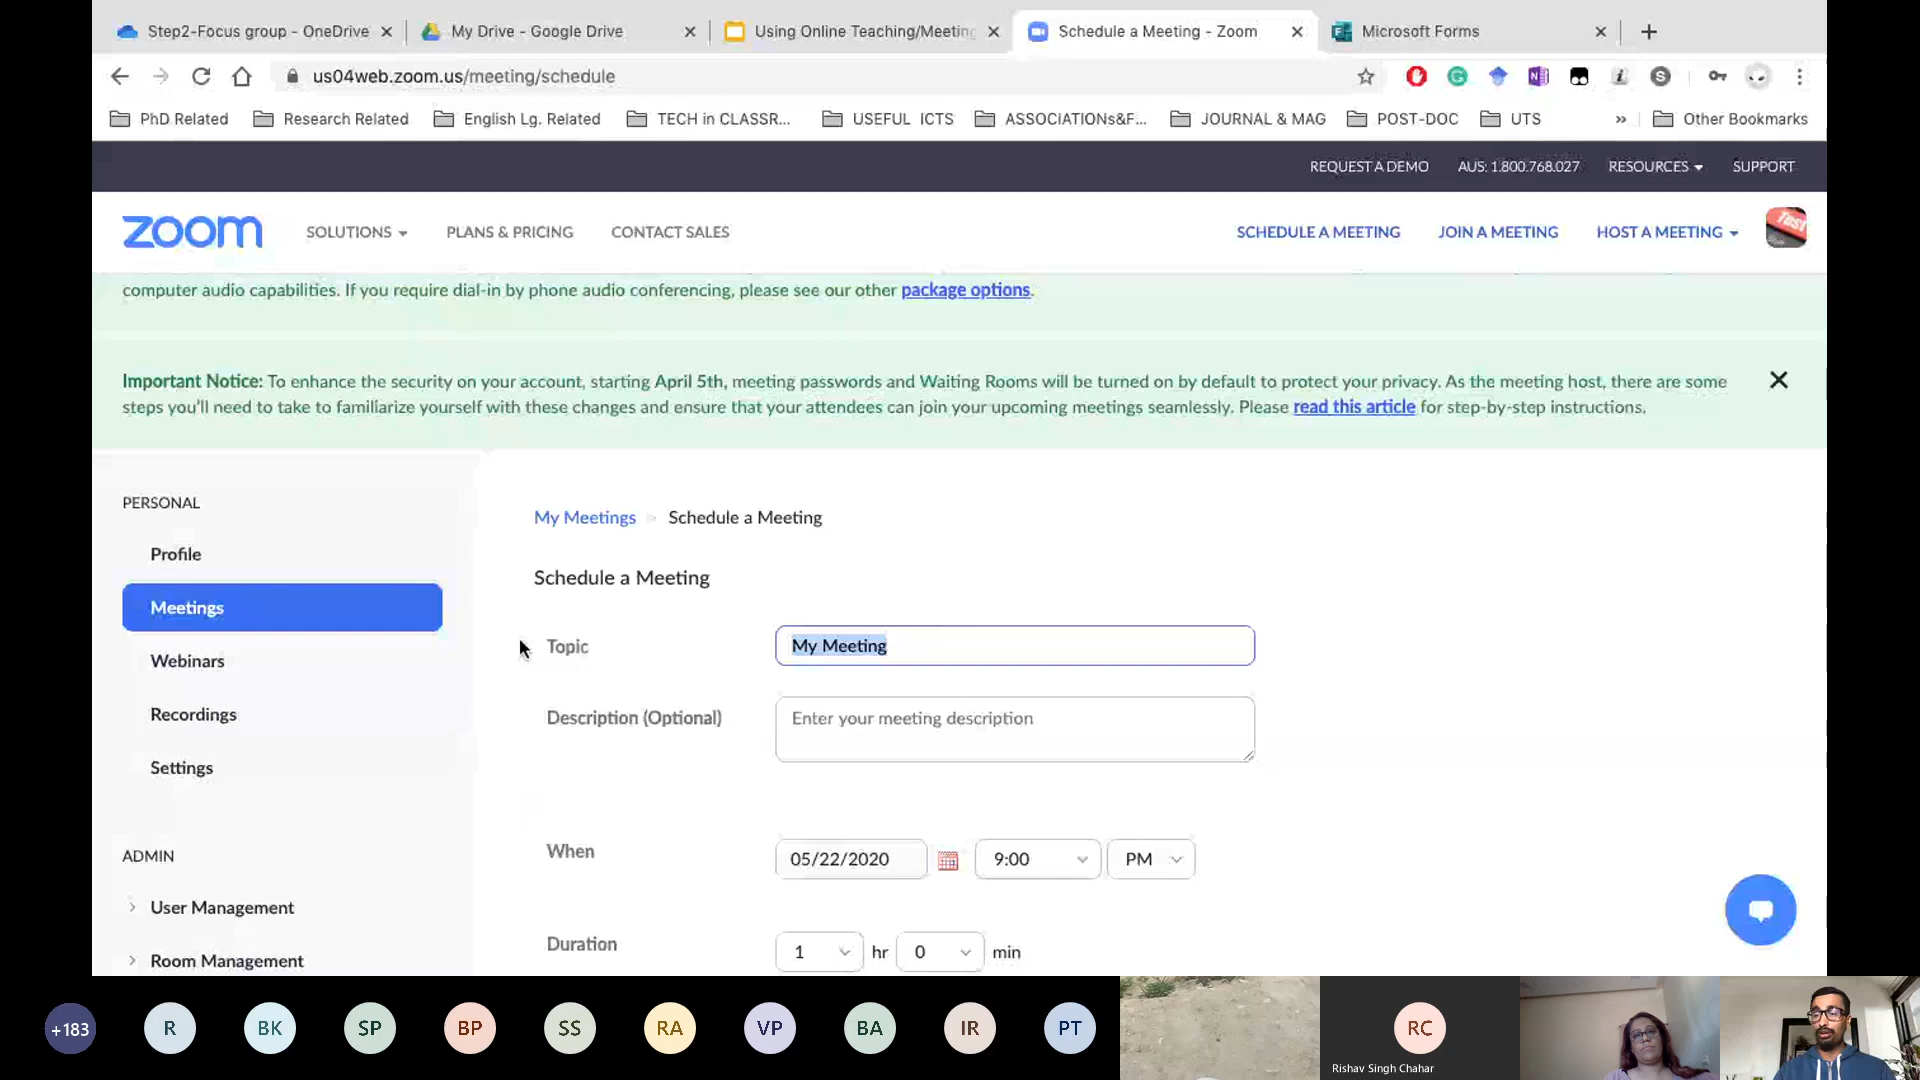 Step2-Focus group - OneDrive
My Drive - Google Drive
Using Online Teaching/Meeting
Schedule a Meeting - Zoom
Microsoft Forms
us04web.zoom.us/meeting/schedule
PhD Related
Research Related
English Lg. Related
TECH in CLASSR...
USEFUL ICTS
ASSOCIATIONs&F...
JOURNAL & MAG
POST-DOC
UTS
»
Other Bookmarks
REQUEST A DEMO
AUS: 1.800.768.027
RESOURCES
SUPPORT
zoom
SOLUTIONS
PLANS & PRICING
CONTACT SALES
SCHEDULE A MEETING
JOIN A MEETING
HOST A MEETING
Test
computer audio capabilities. If you require dial-in by phone audio conferencing, please see our other package options.
Important Notice: To enhance the security on your account, starting April 5th, meeting passwords and Waiting Rooms will be turned on by default to protect your privacy. As the meeting host, there are some
steps you'll need to take to familiarize yourself with these changes and ensure that your attendees can join your upcoming meetings seamlessly. Please read this article for step-by-step instructions.
PERSONAL
Profile
Meetings
Webinars
Recordings
Settings
ADMIN
User Management
Room Management
My Meetings > Schedule a Meeting
Schedule a Meeting
Topic
My Meeting
Description (Optional)
Enter your meeting description
When
05/22/2020
9:00
PM
Duration
1 hr 0 min
+183
R
BK
SP
BP
SS
RA
VP
BA
IR
PT
RC
Rishav Singh Chahar